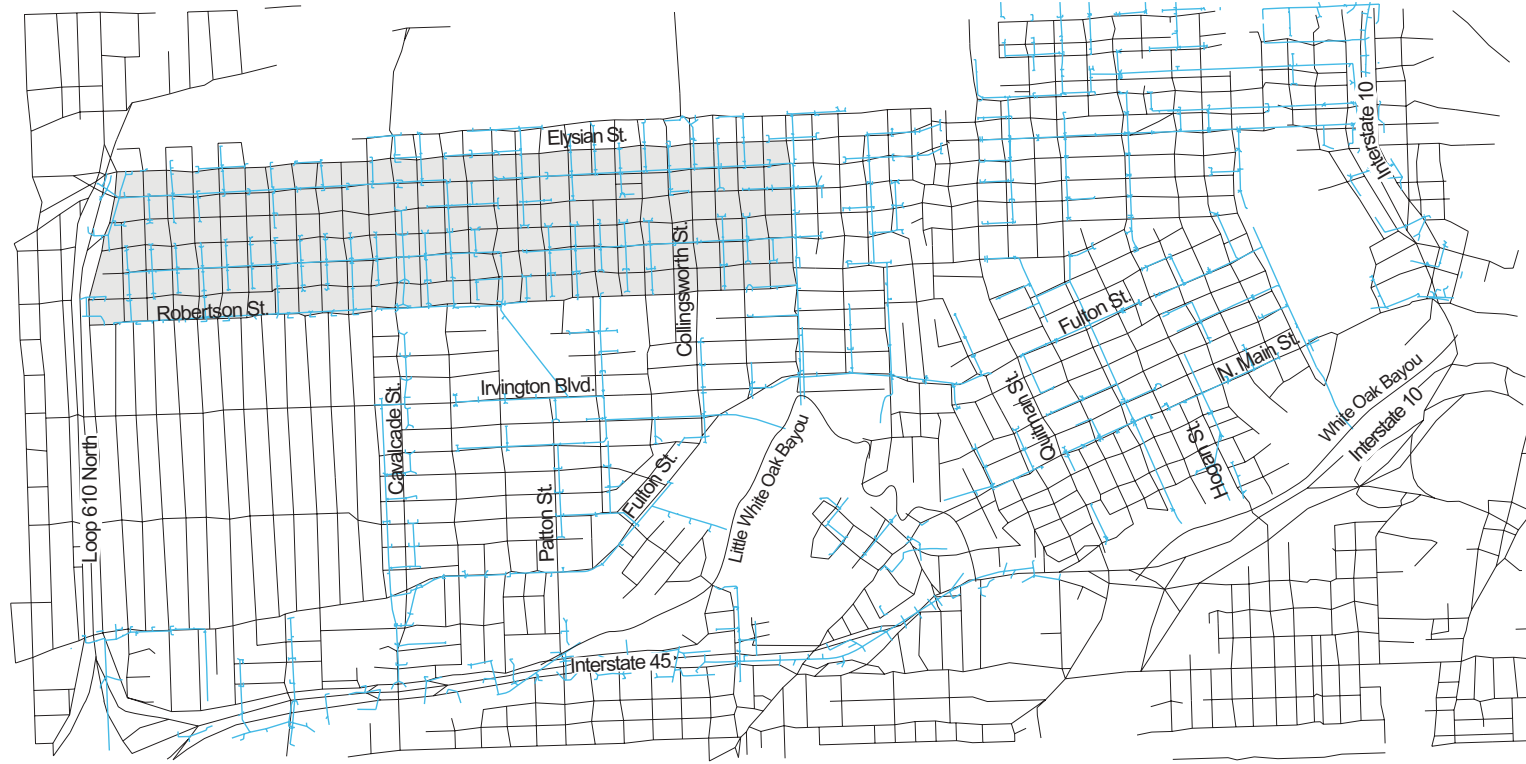 Elysian St.
Interstate 10
Collingsworth St.
Robertson St.
Fulton St.
N. Main St.
Irvington Blvd.
Cavalcade St.
Quitman St.
White Oak Bayou
Interstate 10
Hogan St.
Loop 610 North
Patton St.
Fulton St.
Little White Oak Bayou
Interstate 45